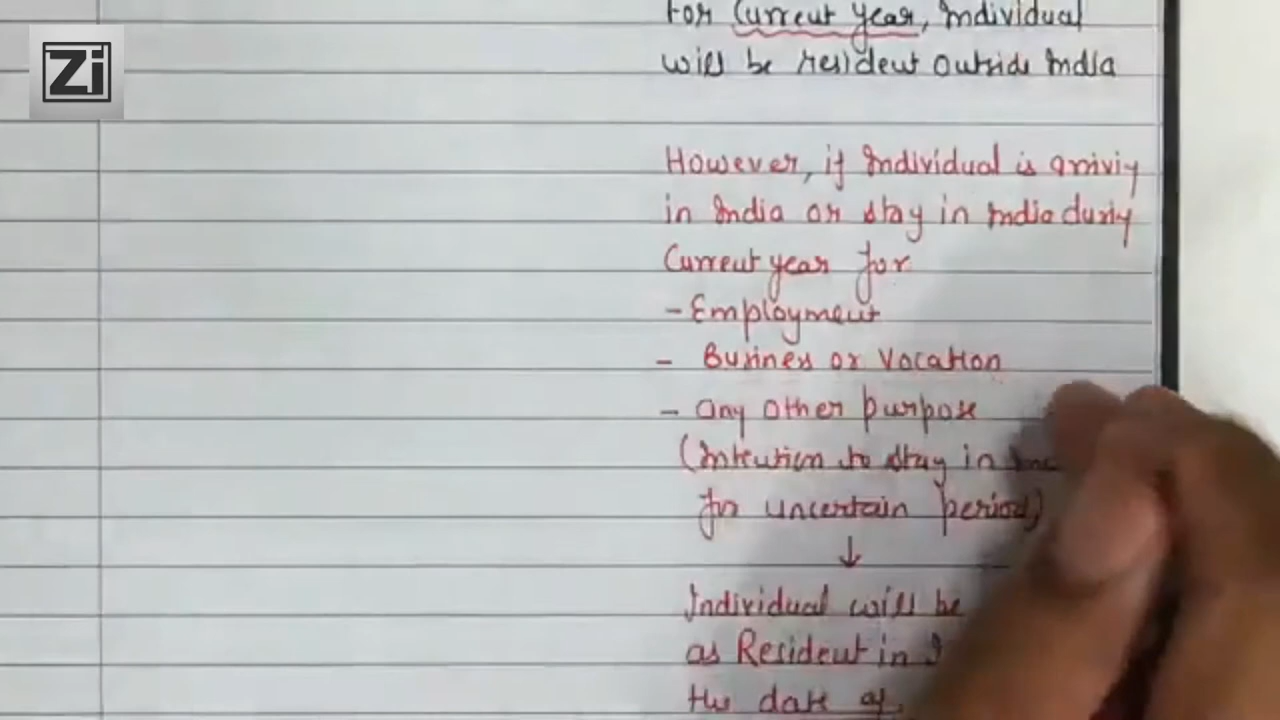 Zi
For Current year, individual
will be resident outside India
However, if individual is arriving
in India or stay in India during
Current year for
- Employment
- Business or Vocation
- any other purpose
(Intention to stay in
for uncertain period)
↓
Individual will be
as Resident in
the date of